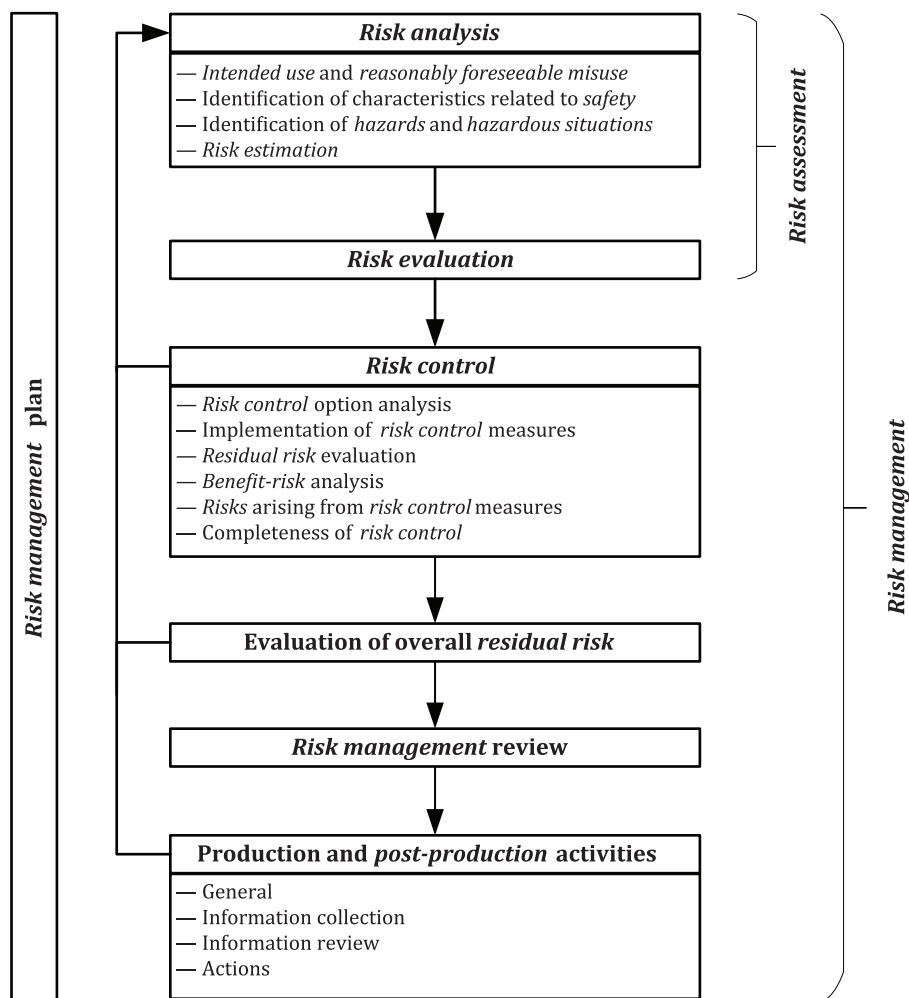 Risk management plan
Risk analysis
— Intended use and reasonably foreseeable misuse
— Identification of characteristics related to safety
— Identification of hazards and hazardous situations
— Risk estimation
Risk evaluation
Risk assessment
Risk control
— Risk control option analysis
— Implementation of risk control measures
— Residual risk evaluation
— Benefit-risk analysis
— Risks arising from risk control measures
— Completeness of risk control
Evaluation of overall residual risk
Risk management review
Production and post-production activities
— General
— Information collection
— Information review
— Actions
Risk management